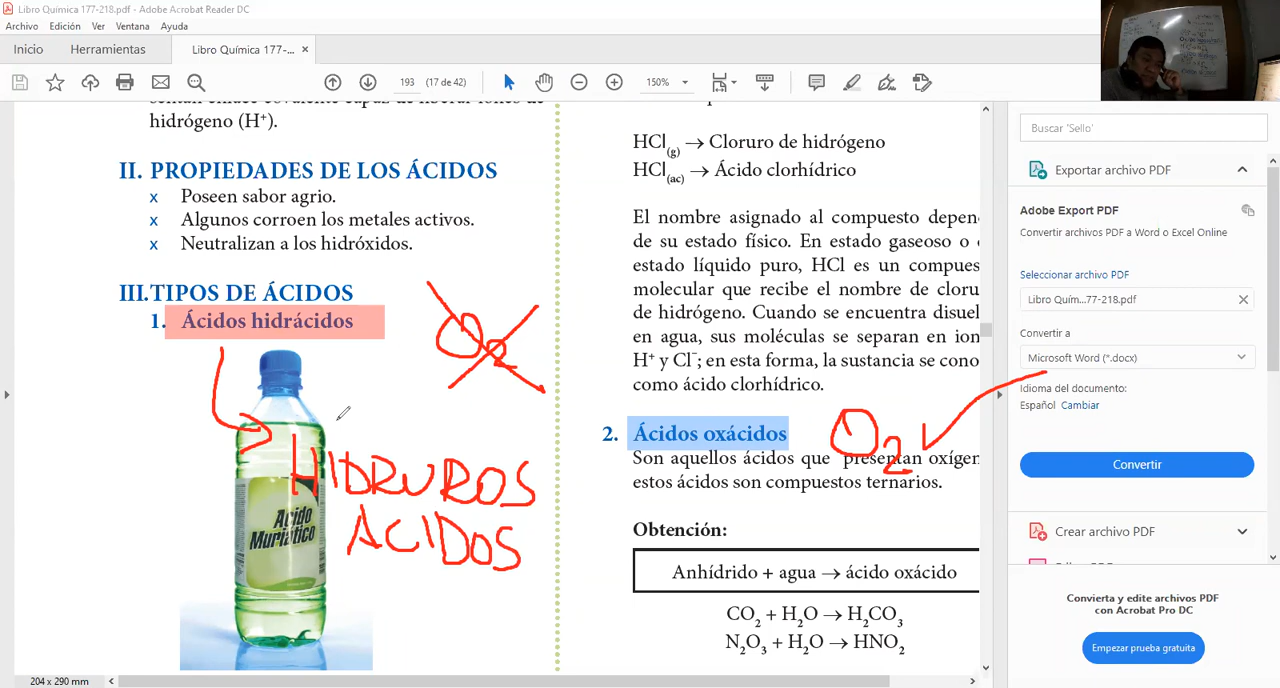 Libro Química 177-218.pdf - Adobe Acrobat Reader DC
Archivo Edición Ver Ventana Ayuda
Inicio Herramientas Libro Química 177-... ×
193 (17 de 42) 150%
hidrógeno (H⁺).
II. PROPIEDADES DE LOS ÁCIDOS
x Poseen sabor agrio.
x Algunos corroen los metales activos.
x Neutralizan a los hidróxidos.
III.TIPOS DE ÁCIDOS
1. Ácidos hidrácidos
O₂
HIDRUROS
ACIDOS
Acido
Muriático
HCl(g) → Cloruro de hidrógeno
HCl(ac) → Ácido clorhídrico
El nombre asignado al compuesto depen
de su estado físico. En estado gaseoso o
estado líquido puro, HCl es un compues
molecular que recibe el nombre de cloru
de hidrógeno. Cuando se encuentra disuel
en agua, sus moléculas se separan en ion
H⁺ y Cl⁻; en esta forma, la sustancia se cono
como ácido clorhídrico.
2. Ácidos oxácidos
O₂
Son aquellos ácidos que presentan oxígen
estos ácidos son compuestos ternarios.
Obtención:
Anhídrido + agua → ácido oxácido
CO₂ + H₂O → H₂CO₃
N₂O₃ + H₂O → HNO₂
Buscar 'Sello'
Exportar archivo PDF
Adobe Export PDF
Convertir archivos PDF a Word o Excel Online
Seleccionar archivo PDF
Libro Quím...77-218.pdf
Convertir a
Microsoft Word (*.docx)
Idioma del documento:
Español Cambiar
Convertir
Crear archivo PDF
Convierta y edite archivos PDF
con Acrobat Pro DC
Empezar prueba gratuita
204 x 290 mm